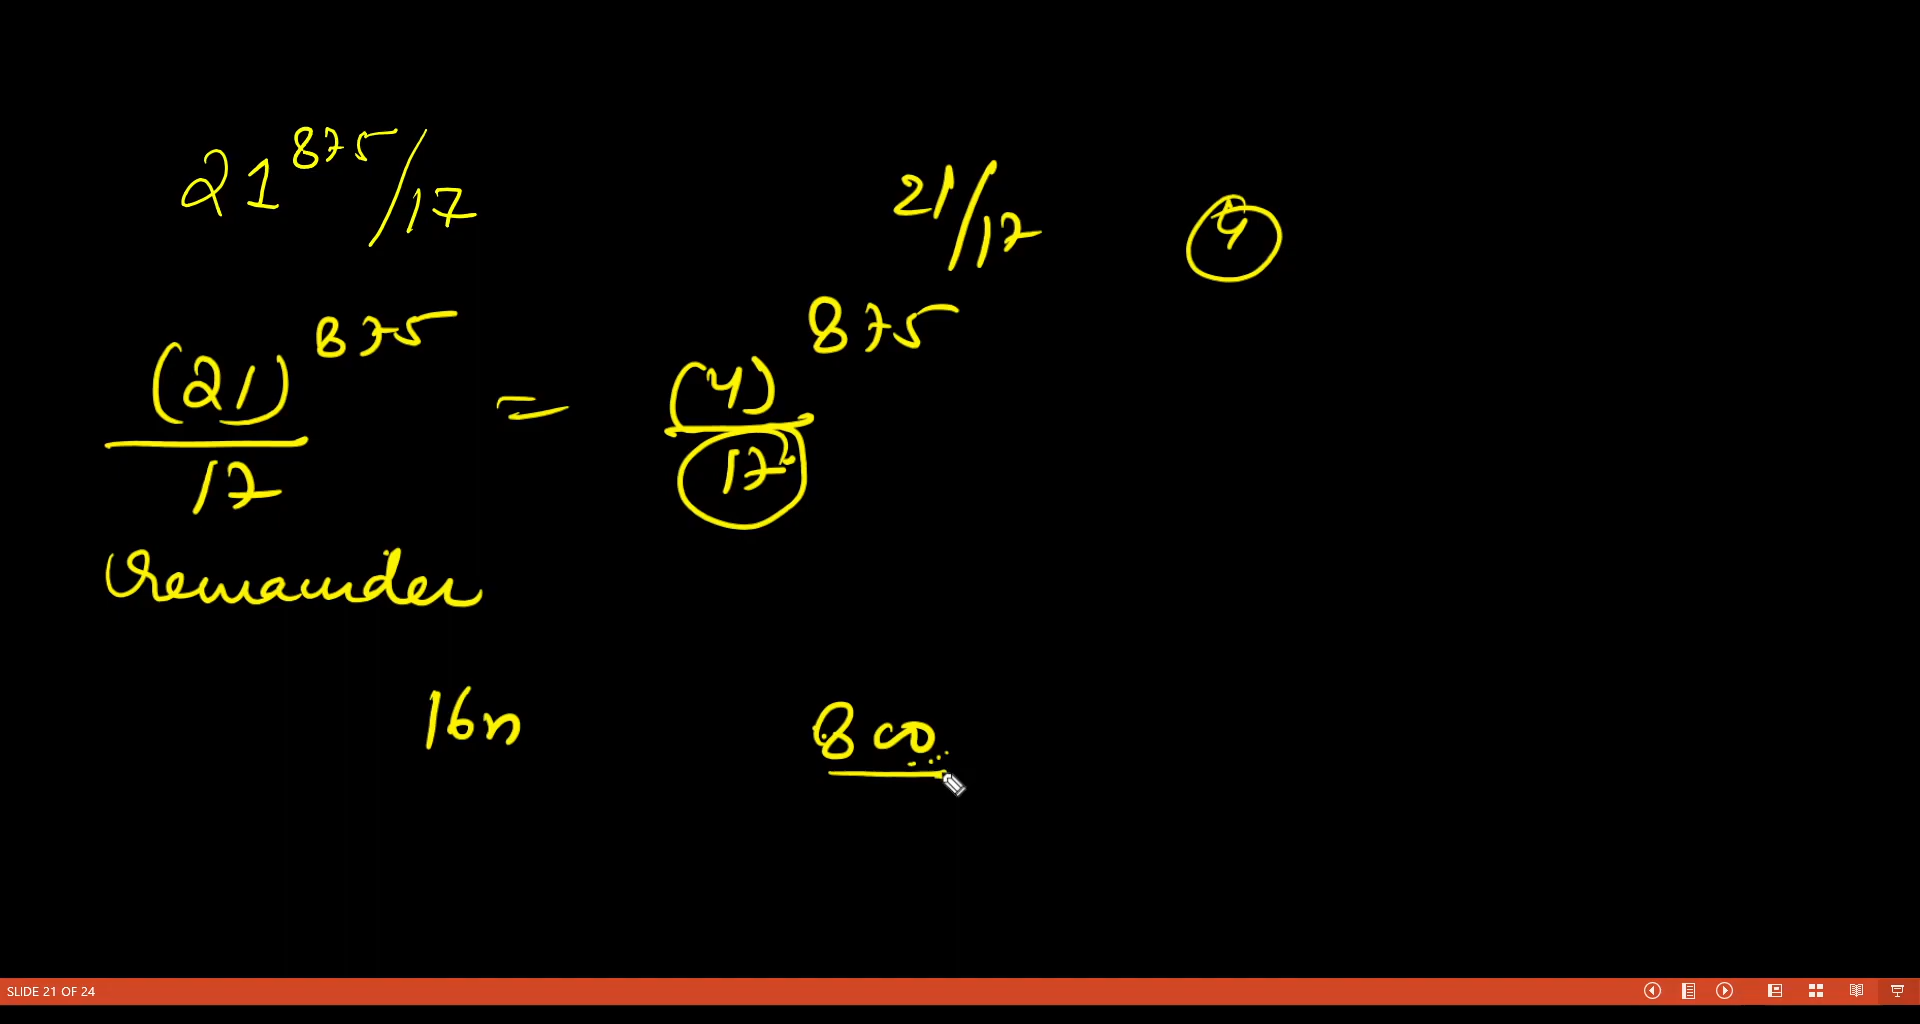 21^875/17
21/17 4
(21)^875/17 = (4)^875/17
remainder
16n 800
SLIDE 21 OF 24